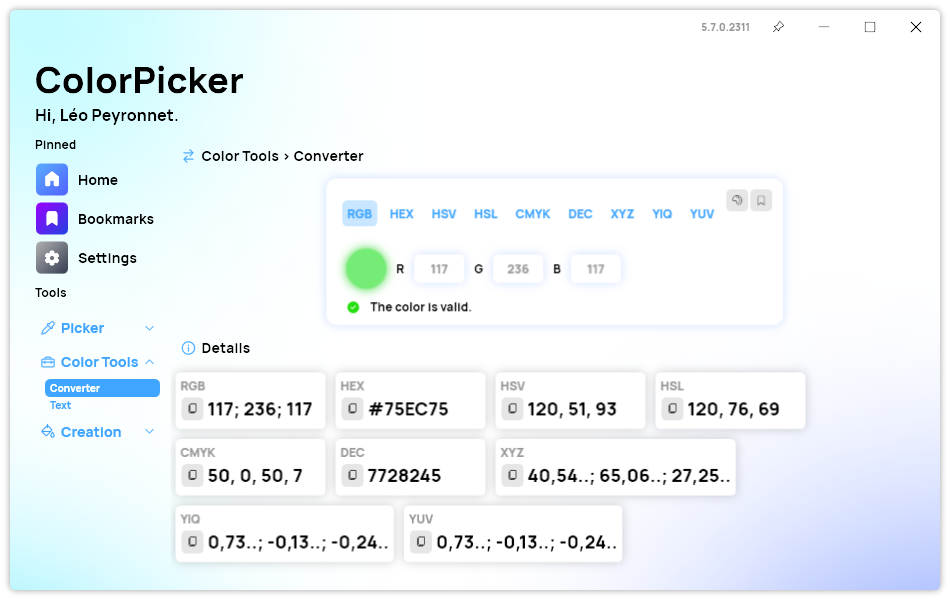 5.7.0.2311
ColorPicker
Hi, Léo Peyronnet.
Pinned
Home
Bookmarks
Settings
Tools
Picker
Color Tools
Converter
Text
Creation
Color Tools › Converter
RGB HEX HSV HSL CMYK DEC XYZ YIQ YUV
R 117 G 236 B 117
The color is valid.
Details
RGB
117; 236; 117
HEX
#75EC75
HSV
120, 51, 93
HSL
120, 76, 69
CMYK
50, 0, 50, 7
DEC
7728245
XYZ
40,54..; 65,06..; 27,25..
YIQ
0,73..; -0,13..; -0,24..
YUV
0,73..; -0,13..; -0,24..